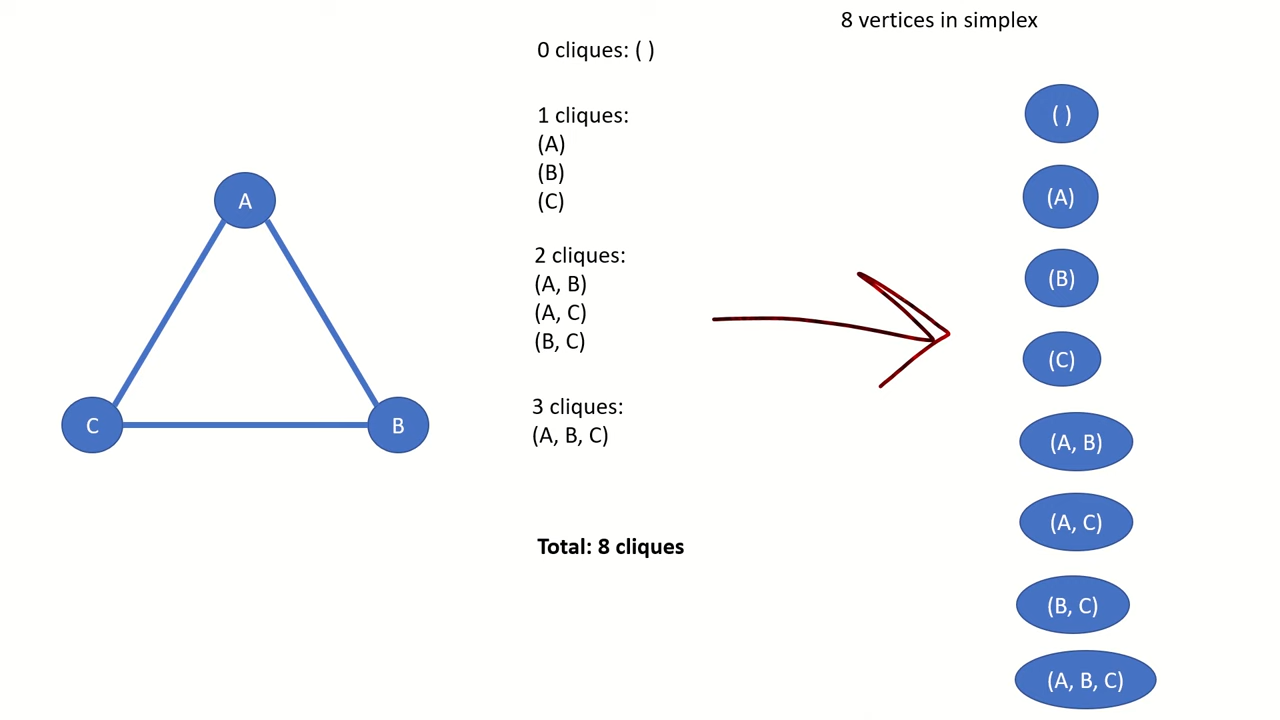 8 vertices in simplex
0 cliques: ( )
1 cliques:
(A)
(B)
(C)
2 cliques:
(A, B)
(A, C)
(B, C)
3 cliques:
(A, B, C)
Total: 8 cliques
A
C
B
( )
(A)
(B)
(C)
(A, B)
(A, C)
(B, C)
(A, B, C)